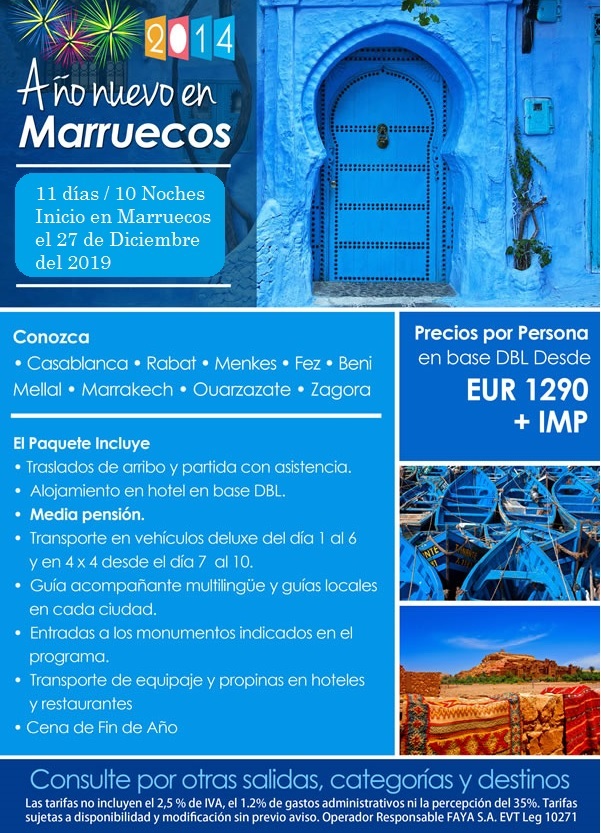 2014
Año nuevo en
Marruecos
11 días / 10 Noches
Inicio en Marruecos
el 27 de Diciembre
del 2019
Conozca
• Casablanca • Rabat • Menkes • Fez • Beni
Mellal • Marrakech • Ouarzazate • Zagora
Precios por Persona
en base DBL Desde
EUR 1290
+ IMP
El Paquete Incluye
• Traslados de arribo y partida con asistencia.
• Alojamiento en hotel en base DBL.
• Media pensión.
• Transporte en vehículos deluxe del día 1 al 6
y en 4 x 4 desde el día 7 al 10.
• Guía acompañante multilingüe y guías locales
en cada ciudad.
• Entradas a los monumentos indicados en el
programa.
• Transporte de equipaje y propinas en hoteles
y restaurantes
• Cena de Fin de Año
Consulte por otras salidas, categorías y destinos
Las tarifas no incluyen el 2,5 % de IVA, el 1.2% de gastos administrativos ni la percepción del 35%. Tarifas
sujetas a disponibilidad y modificación sin previo aviso. Operador Responsable FAYA S.A. EVT Leg 10271